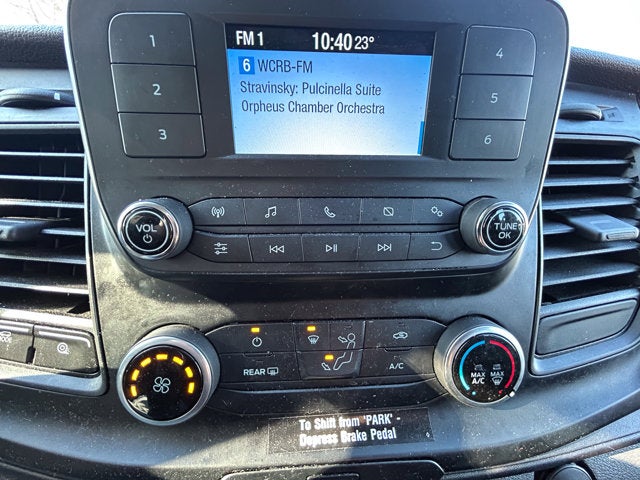 FM 1 10:40 23°
6 WCRB-FM
Stravinsky: Pulcinella Suite
Orpheus Chamber Orchestra
1
2
3
4
5
6
VOL
TUNE
OK
REAR
A/C
MAX
A/C
MAX
To Shift from 'PARK' -
Depress Brake Pedal